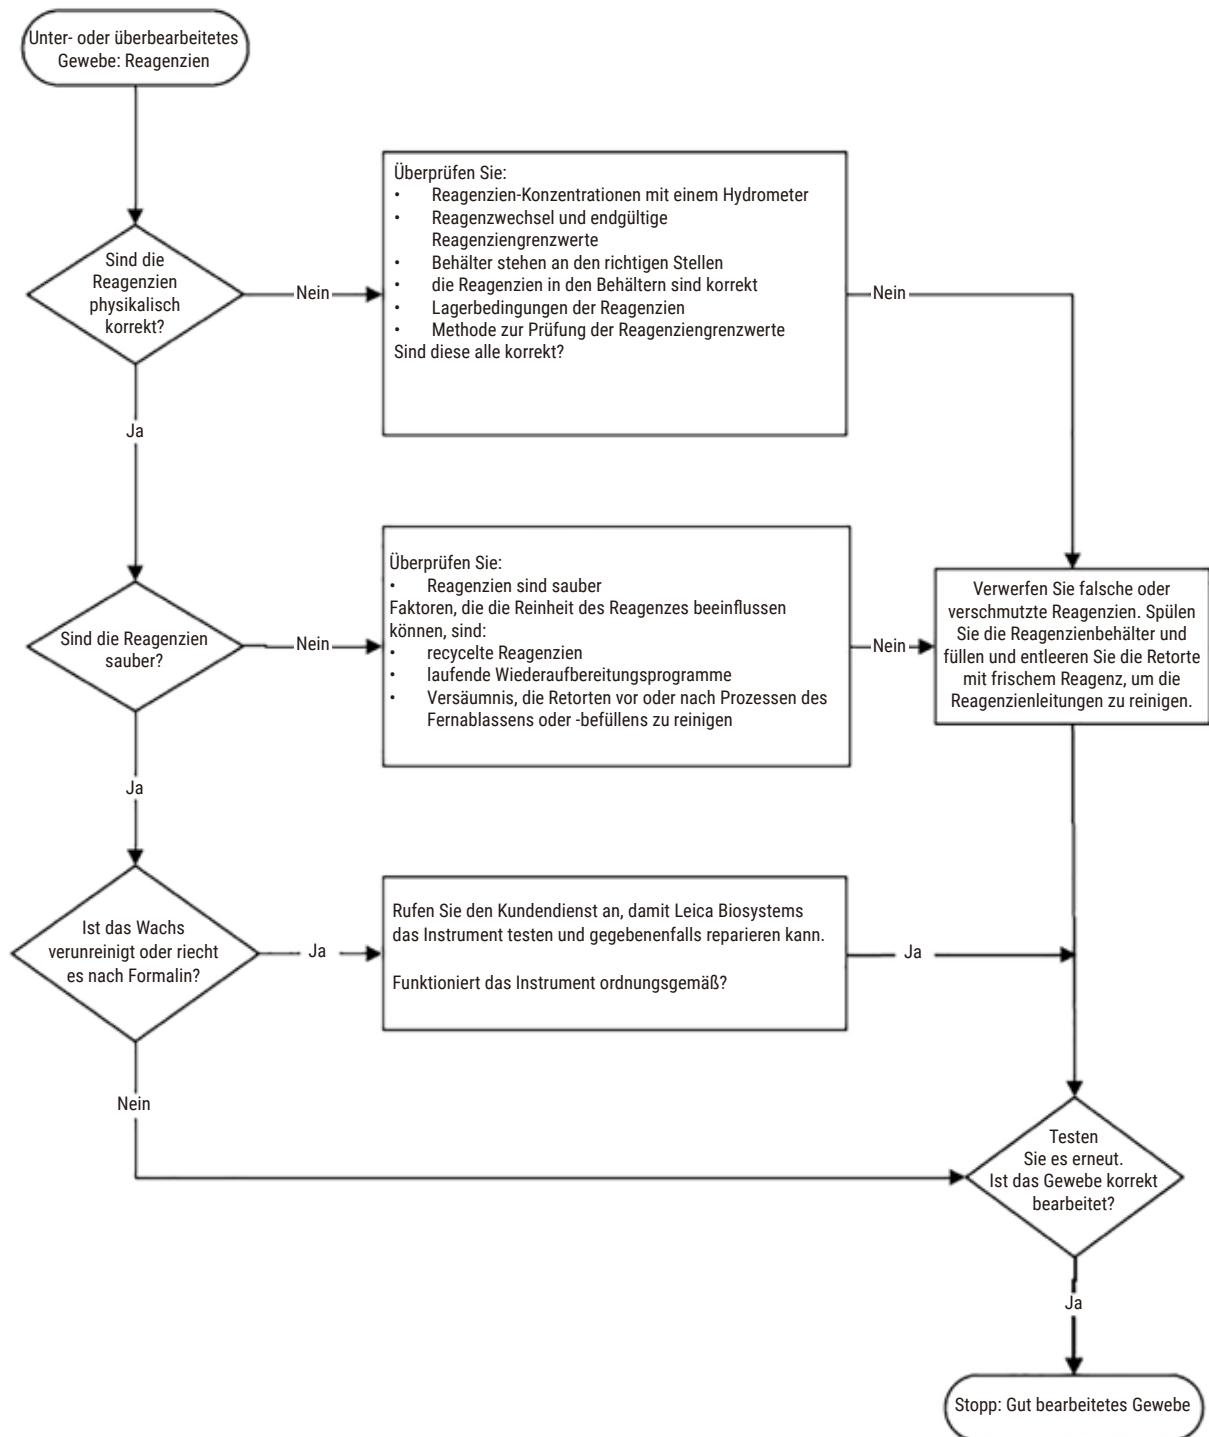 Unter- oder überbearbeitetes
Gewebe: Reagenzien
Überprüfen Sie:
• Reagenzien-Konzentrationen mit einem Hydrometer
• Reagenzwechsel und endgültige
Reagenziengrenzwerte
• Behälter stehen an den richtigen Stellen
• die Reagenzien in den Behältern sind korrekt
• Lagerbedingungen der Reagenzien
• Methode zur Prüfung der Reagenziengrenzwerte
Sind diese alle korrekt?
Sind die
Reagenzien
physikalisch
korrekt?
Nein
Nein
Ja
Überprüfen Sie:
• Reagenzien sind sauber
Faktoren, die die Reinheit des Reagenzes beeinflussen
können, sind:
• recycelte Reagenzien
• laufende Wiederaufbereitungsprogramme
• Versäumnis, die Retorten vor oder nach Prozessen des
Fernablassens oder -befüllens zu reinigen
Verwerfen Sie falsche oder
verschmutzte Reagenzien. Spülen
Sie die Reagenzienbehälter und
füllen und entleeren Sie die Retorte
mit frischem Reagenz, um die
Reagenzienleitungen zu reinigen.
Sind die Reagenzien
sauber?
Nein
Nein
Ja
Ist das Wachs
verunreinigt oder riecht
es nach Formalin?
Ja
Rufen Sie den Kundendienst an, damit Leica Biosystems
das Instrument testen und gegebenenfalls reparieren kann.
Funktioniert das Instrument ordnungsgemäß?
Ja
Nein
Testen
Sie es erneut.
Ist das Gewebe korrekt
bearbeitet?
Ja
Stopp: Gut bearbeitetes Gewebe